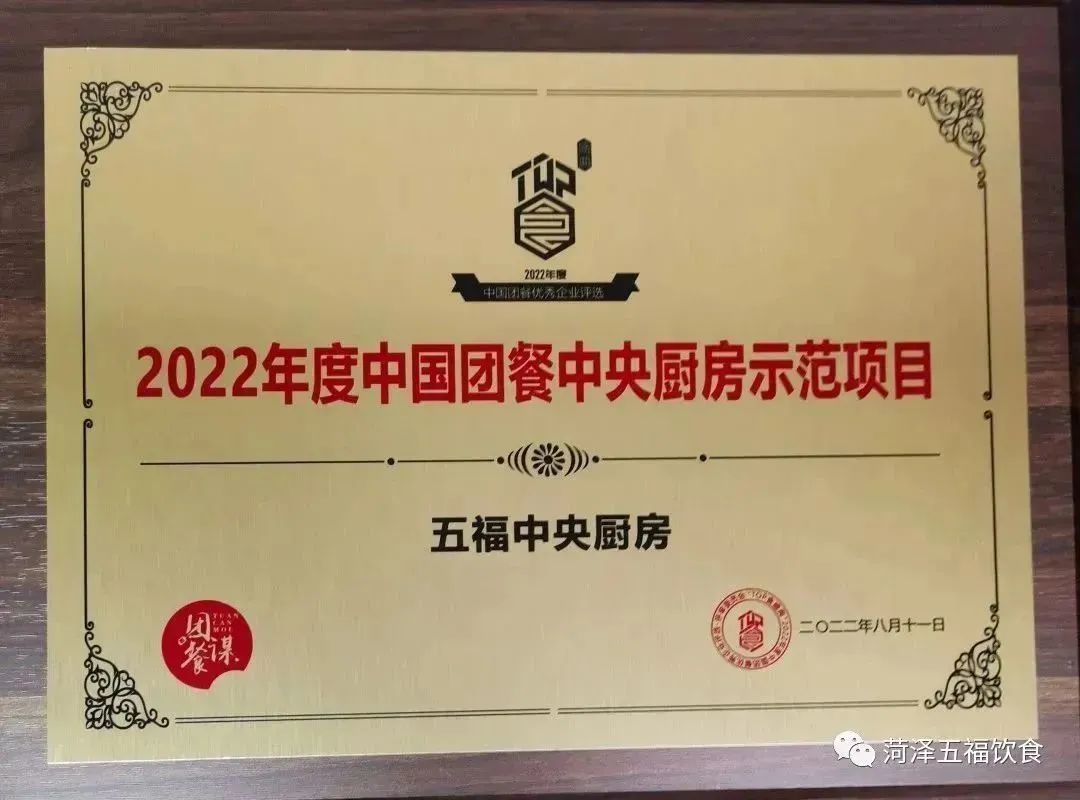 TOP
2022年度
中国团餐优秀企业评选
2022年度中国团餐中央厨房示范项目
五福中央厨房
团餐谋
TUAN
CAN
MOU
二〇二二年八月十一日
菏泽五福饮食